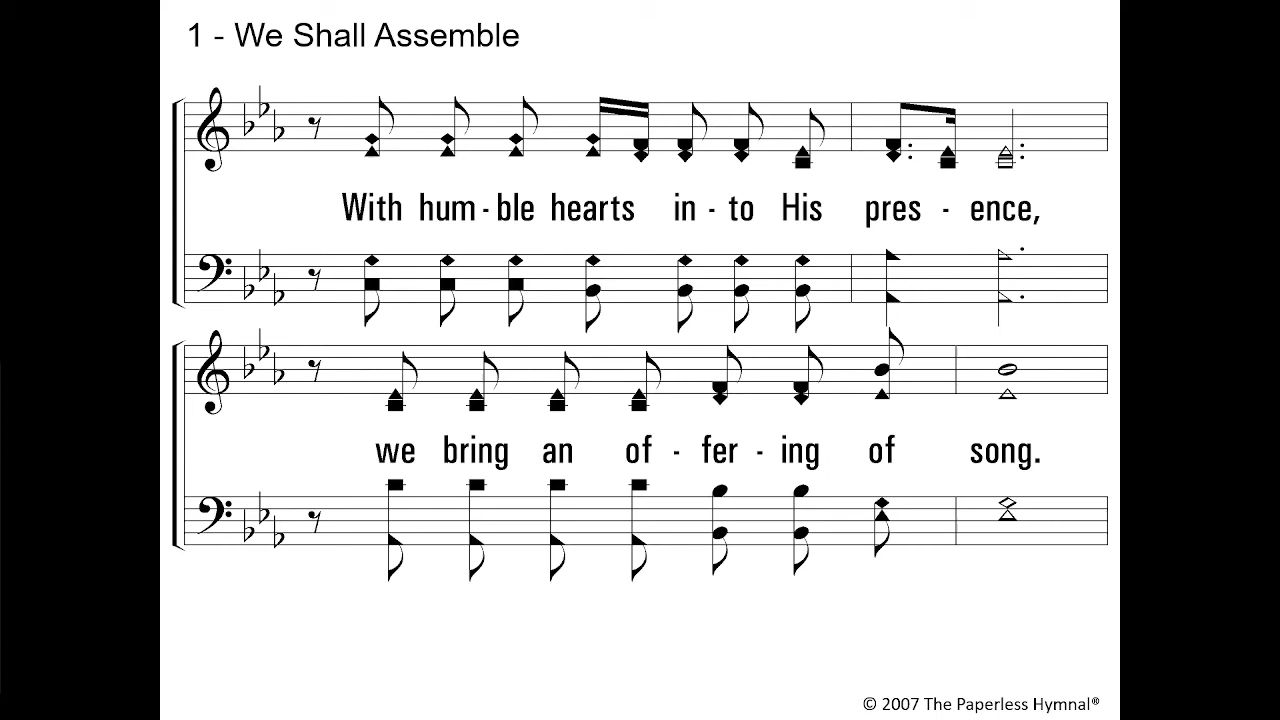 1 - We Shall Assemble
With hum - ble hearts in - to His pres - ence,
we bring an of - fer - ing of song.
© 2007 The Paperless Hymnal®